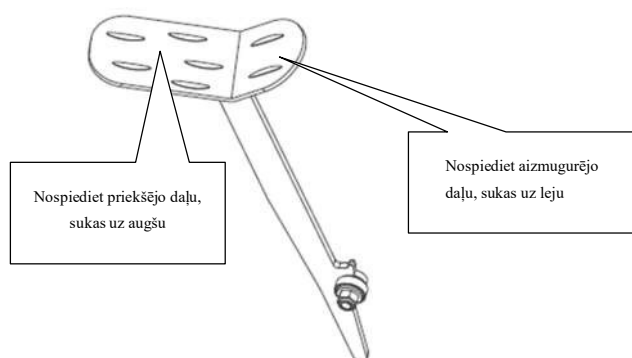 Nospiediet priekšējo daļu,
sukas uz augšu
Nospiediet aizmugurējo
daļu, sukas uz leju